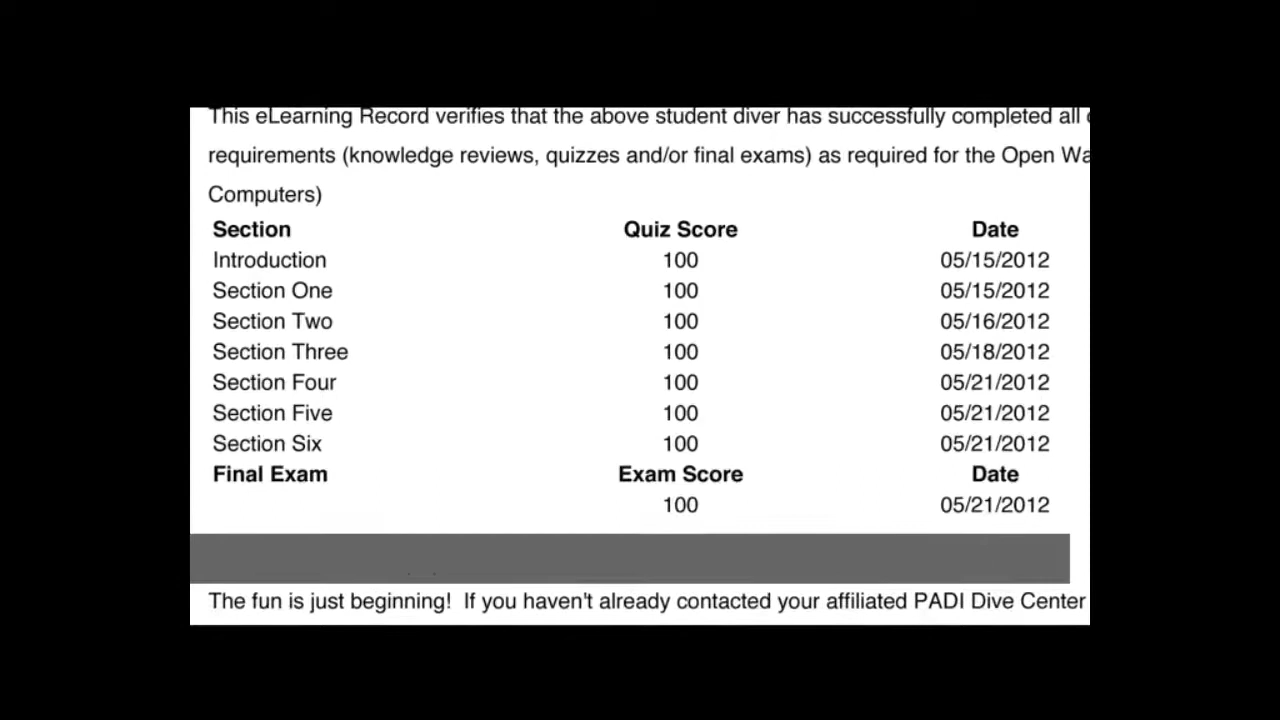 This eLearning Record verifies that the above student diver has successfully completed all
requirements (knowledge reviews, quizzes and/or final exams) as required for the Open Wa
Computers)
Section Quiz Score Date
Introduction 100 05/15/2012
Section One 100 05/15/2012
Section Two 100 05/16/2012
Section Three 100 05/18/2012
Section Four 100 05/21/2012
Section Five 100 05/21/2012
Section Six 100 05/21/2012
Final Exam Exam Score Date
100 05/21/2012
The fun is just beginning! If you haven't already contacted your affiliated PADI Dive Center